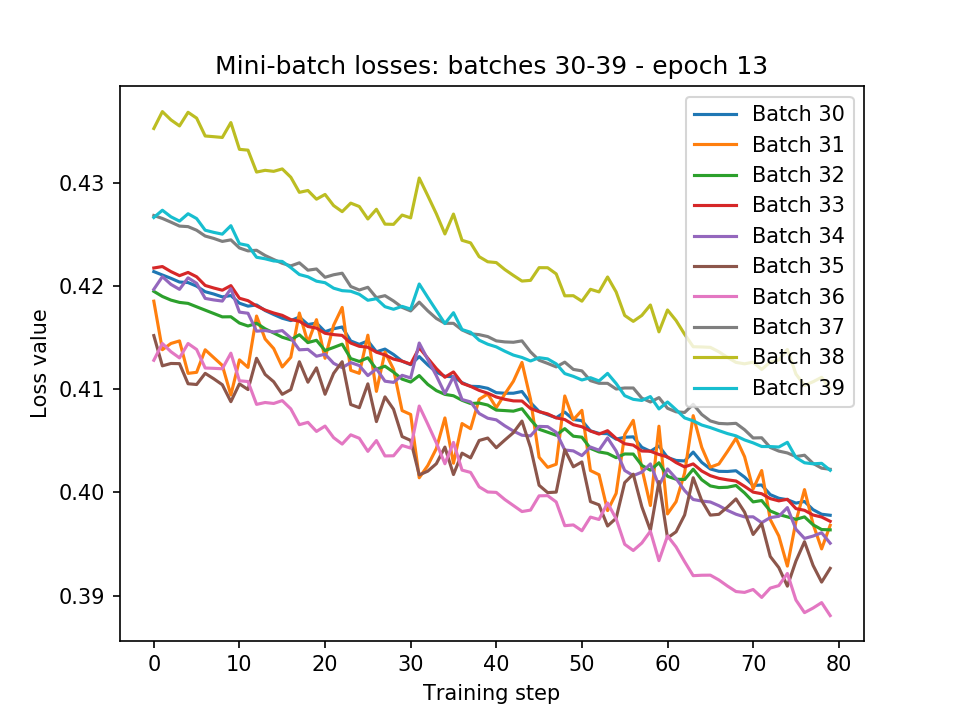 Mini-batch losses: batches 30-39 - epoch 13
Loss value
0.43
0.42
0.41
0.40
0.39
Batch 30
Batch 31
Batch 32
Batch 33
Batch 34
Batch 35
Batch 36
Batch 37
Batch 38
Batch 39
0 10 20 30 40 50 60 70 80
Training step